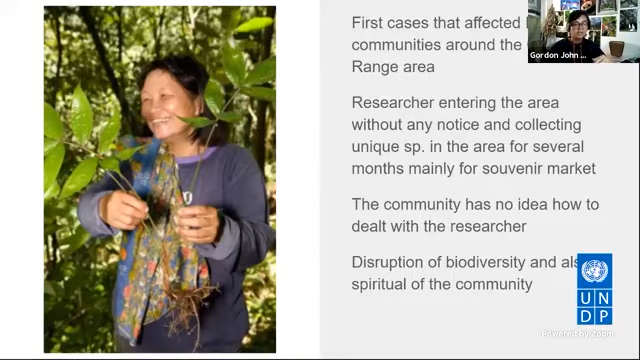 First cases that affected
communities around the
Range area
Researcher entering the area
without any notice and collecting
unique sp. in the area for several
months mainly for souvenir market
The community has no idea how to
dealt with the researcher
Disruption of biodiversity and
spiritual of the community
Gordon John ...
U N
D P
Powered by Zoom